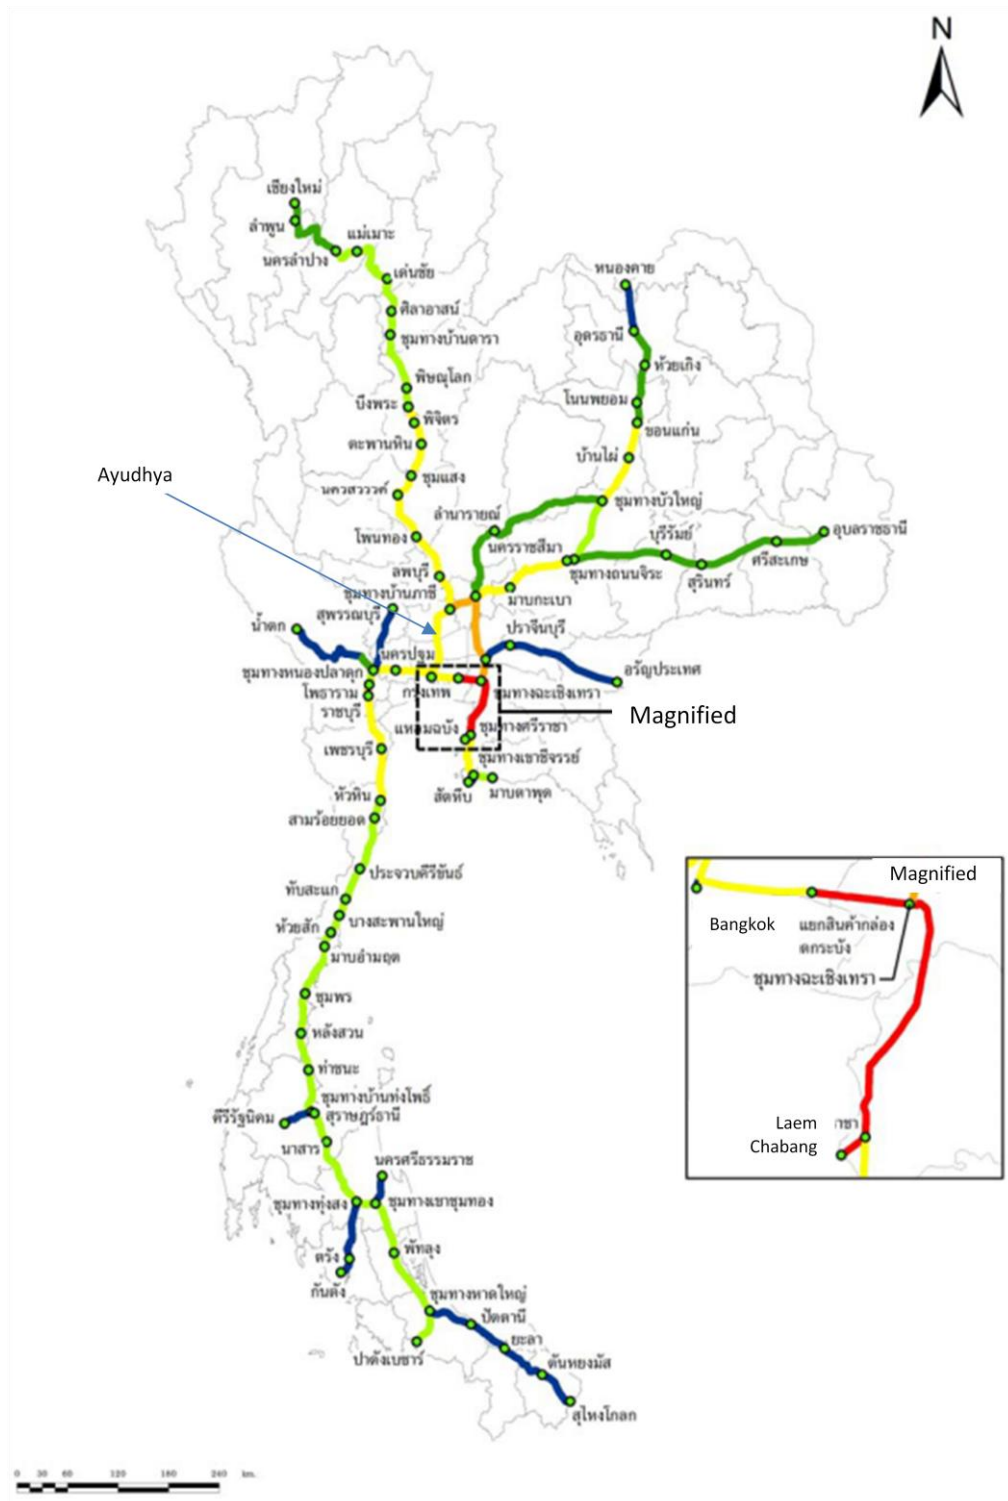 N
เชียงใหม่
ลำพูน
แม่เมาะ
นครลำปาง
เด่นชัย
ศิลาอาสน์
ชุมทางบ้านดารา
พิษณุโลก
บึงพระ
พิจิตร
ตะพานหิน
ชุมแสง
นครสวรรค์
โพนทอง
ลพบุรี
ชุมทางบ้านภาชี
สุพรรณบุรี
น้ำตก
Ayudhya
หนองคาย
อุดรธานี
ห้วยเกิง
โนนพยอม
ขอนแก่น
บ้านไผ่
ชุมทางบัวใหญ่
ลำนารายณ์
นครราชสีมา
บุรีรัมย์
อุบลราชธานี
ศรีสะเกษ
สุรินทร์
ชุมทางถนนจิระ
มาบกะเบา
ปราจีนบุรี
อรัญประเทศ
นครปฐม
ชุมทางหนองปลาดุก
กรุงเทพ
ชุมทางฉะเชิงเทรา
โพธาราม
ราชบุรี
แหลมฉบัง
ชุมทางศรีราชา
Magnified
เพชรบุรี
ชุมทางเขาชีจรรย์
สัตหีบ
มาบตาพุด
หัวหิน
สามร้อยยอด
ประจวบคีรีขันธ์
ทับสะแก
บางสะพานใหญ่
ห้วยสัก
มาบอำมฤต
ชุมพร
หลังสวน
ท่าชนะ
ชุมทางบ้านทุ่งโพธิ์
สุราษฎร์ธานี
คีรีรัฐนิคม
นาสาร
นครศรีธรรมราช
ชุมทางทุ่งสง
ชุมทางเขาชุมทอง
พัทลุง
ตรัง
กันตัง
ชุมทางหาดใหญ่
ปัตตานี
ยะลา
ปาดังเบซาร์
ตันหยงมัส
สุไหงโกลก
Magnified
Bangkok
แยกสินค้ากล่อง
ตกระบัง
ชุมทางฉะเชิงเทรา
Laem
Chabang
าชา
0 30 60 120 180 240 km.